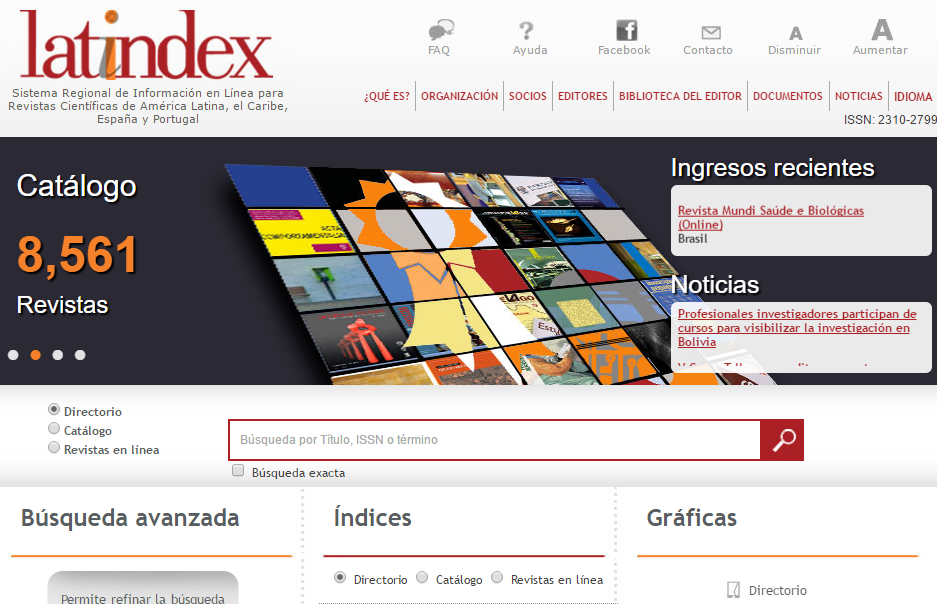 latindex
Sistema Regional de Información en Línea para
Revistas Científicas de América Latina, el Caribe,
España y Portugal
FAQ
Ayuda
Facebook
Contacto
A
Disminuir
A
Aumentar
¿QUÉ ES?
ORGANIZACIÓN
SOCIOS
EDITORES
BIBLIOTECA DEL EDITOR
DOCUMENTOS
NOTICIAS
IDIOMA
ISSN: 2310-2799
Catálogo
8,561
Revistas
Ingresos recientes
Revista Mundi Saúde e Biológicas
(Online)
Brasil
Noticias
Profesionales investigadores participan de
cursos para visibilizar la investigación en
Bolivia
Directorio
Catálogo
Revistas en línea
Búsqueda por Título, ISSN o término
Búsqueda exacta
Búsqueda avanzada
Permite refinar la búsqueda
Índices
Directorio
Catálogo
Revistas en línea
Gráficas
Directorio